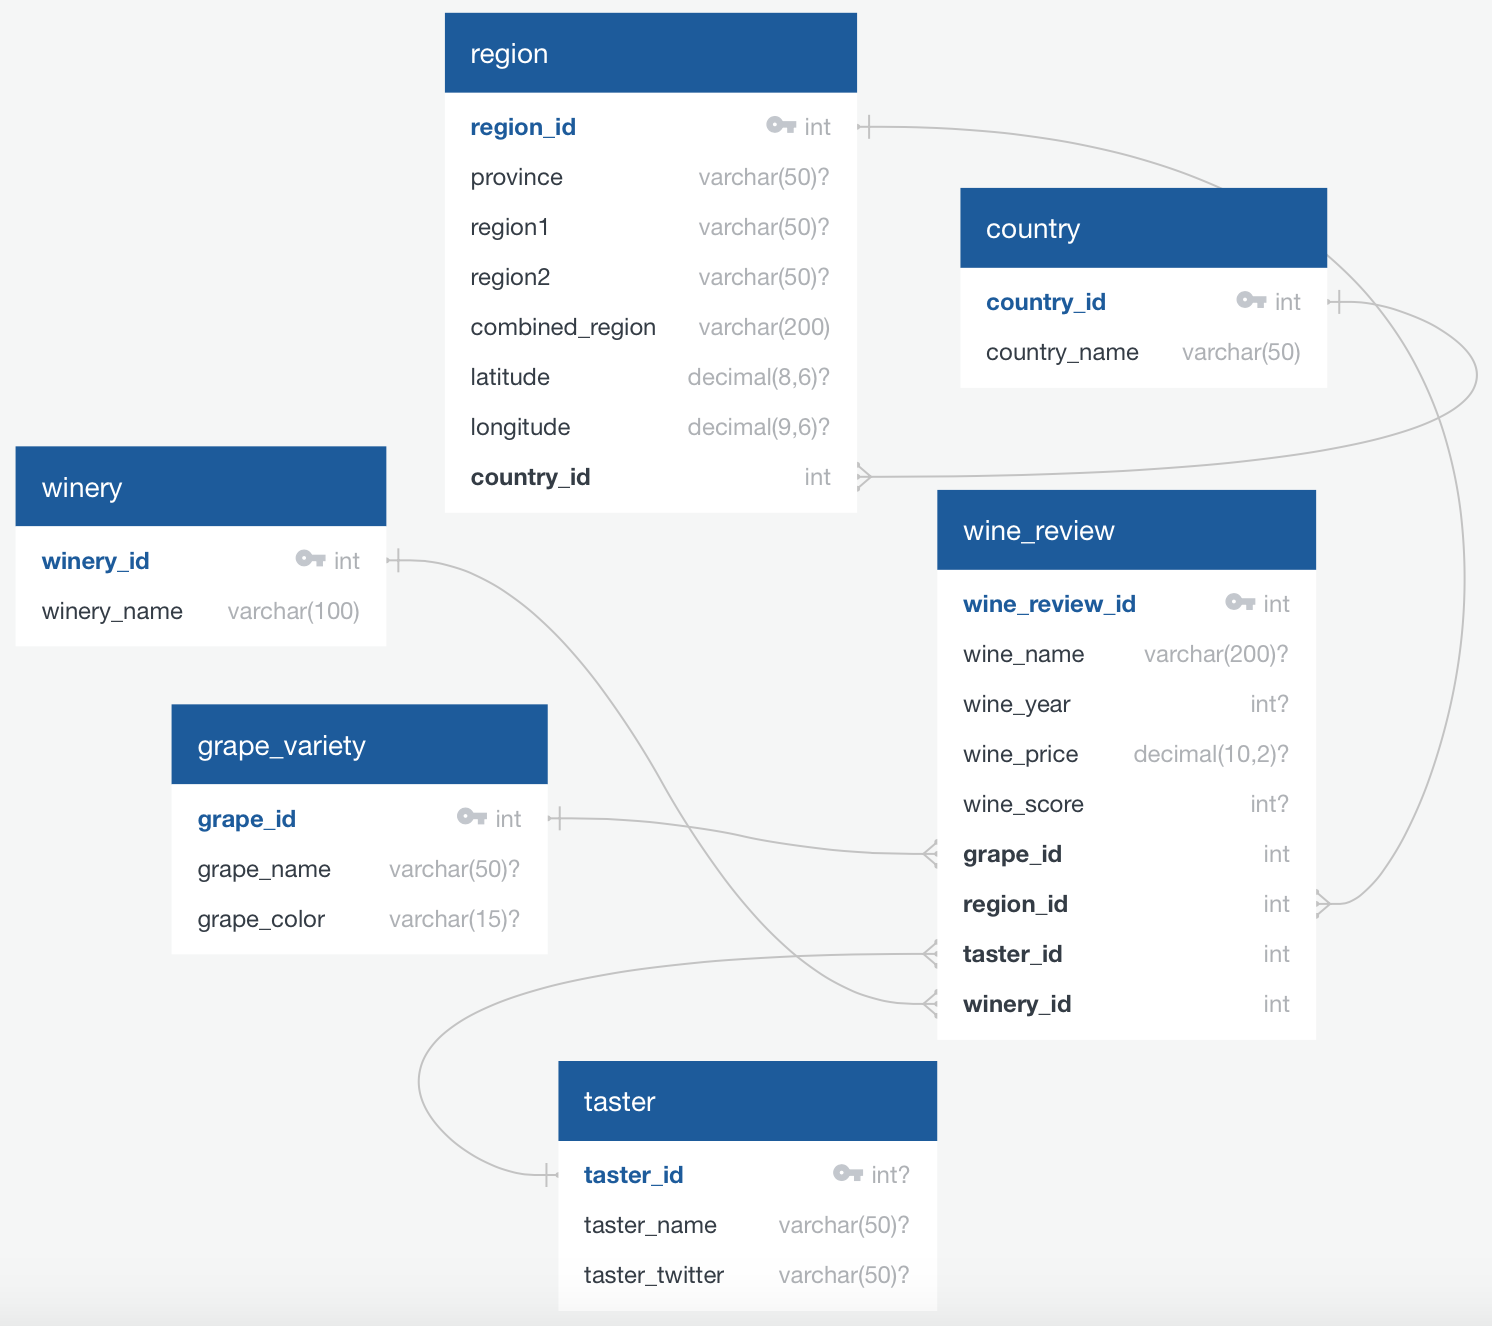 region
region_id int
province varchar(50)?
region1 varchar(50)?
region2 varchar(50)?
combined_region varchar(200)
latitude decimal(8,6)?
longitude decimal(9,6)?
country_id int
country
country_id int
country_name varchar(50)
winery
winery_id int
winery_name varchar(100)
wine_review
wine_review_id int
wine_name varchar(200)?
wine_year int?
wine_price decimal(10,2)?
wine_score int?
grape_id int
region_id int
taster_id int
winery_id int
grape_variety
grape_id int
grape_name varchar(50)?
grape_color varchar(15)?
taster
taster_id int?
taster_name varchar(50)?
taster_twitter varchar(50)?